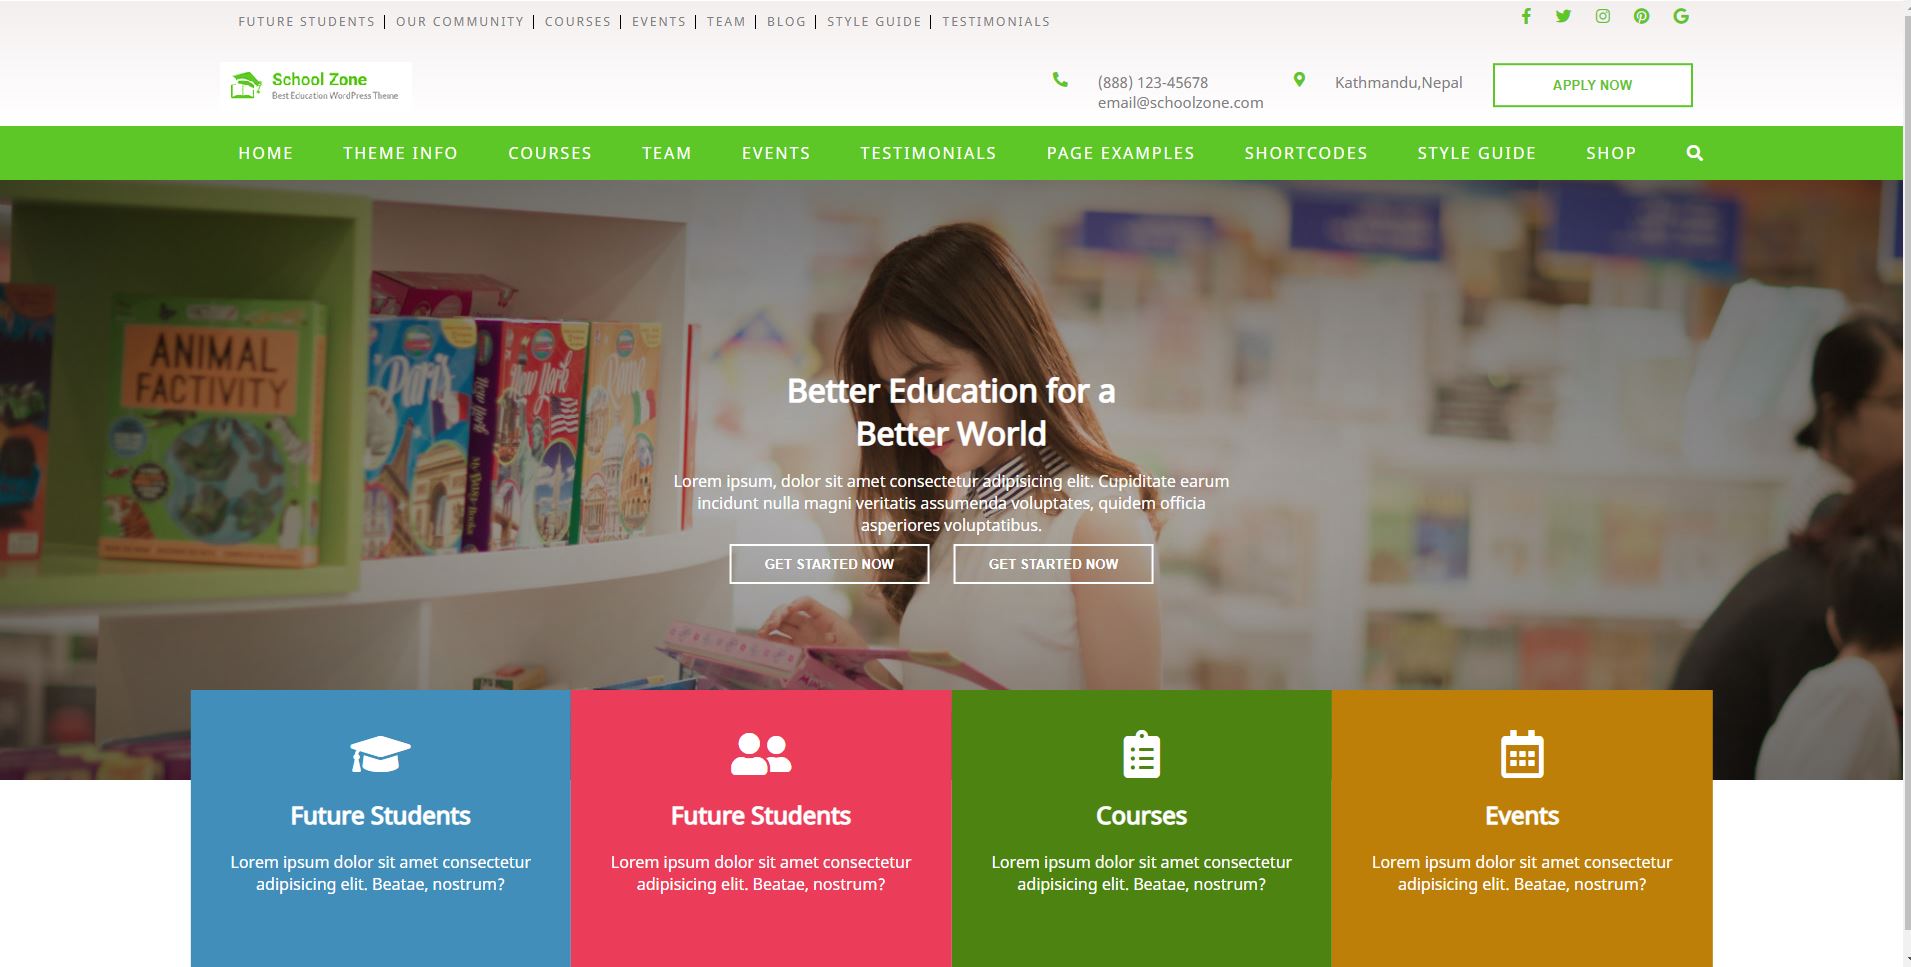 FUTURE STUDENTS | OUR COMMUNITY | COURSES | EVENTS | TEAM | BLOG | STYLE GUIDE | TESTIMONIALS
School Zone
Best Education WordPress Theme
(888) 123-45678
email@schoolzone.com
Kathmandu,Nepal
APPLY NOW
HOME THEME INFO COURSES TEAM EVENTS TESTIMONIALS PAGE EXAMPLES SHORTCODES STYLE GUIDE SHOP
ANIMAL
FACTIVITY
Paris
New York
New York
Rome
Better Education for a
Better World
Lorem ipsum, dolor sit amet consectetur adipisicing elit. Cupiditate earum
incidunt nulla magni veritatis assumenda voluptates, quidem officia
asperiores voluptatibus.
GET STARTED NOW GET STARTED NOW
Future Students
Lorem ipsum dolor sit amet consectetur
adipisicing elit. Beatae, nostrum?
Future Students
Lorem ipsum dolor sit amet consectetur
adipisicing elit. Beatae, nostrum?
Courses
Lorem ipsum dolor sit amet consectetur
adipisicing elit. Beatae, nostrum?
Events
Lorem ipsum dolor sit amet consectetur
adipisicing elit. Beatae, nostrum?